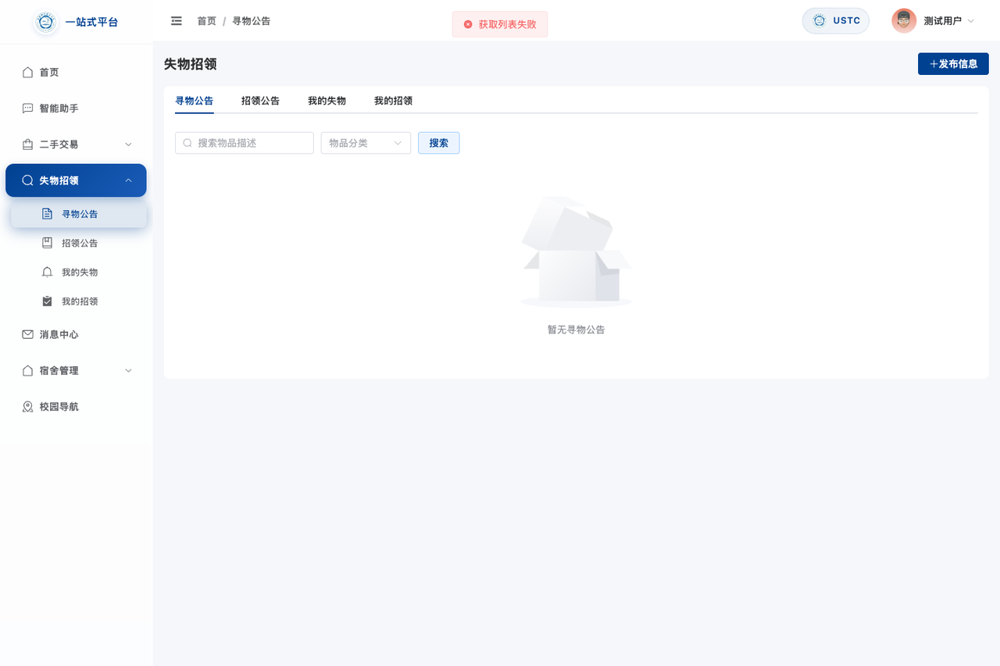 一站式平台
首页 / 寻物公告
获取列表失败
USTC
测试用户
首页
智能助手
二手交易
失物招领
寻物公告
招领公告
我的失物
我的招领
消息中心
宿舍管理
校园导航
失物招领
发布信息
寻物公告 招领公告 我的失物 我的招领
搜索物品描述 物品分类 搜索
暂无寻物公告